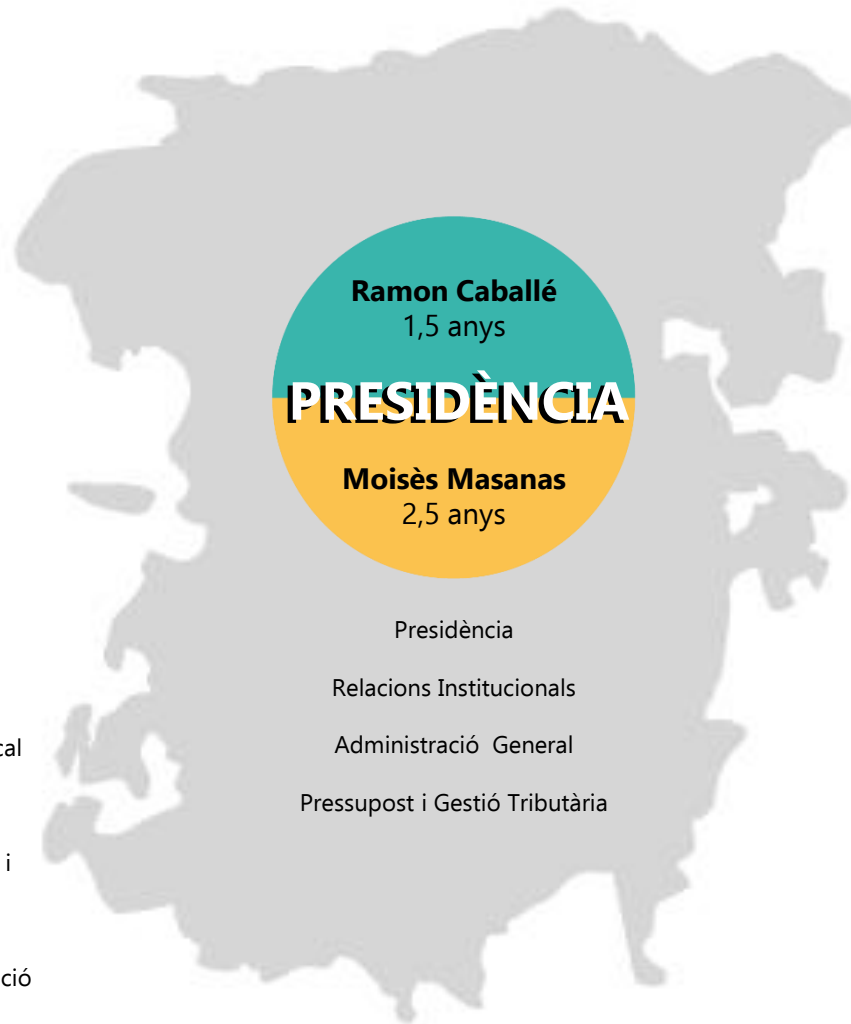 Ramon Caballé
1,5 anys
PRESIDÈNCIA
Moisès Masanas
2,5 anys
Presidència
Relacions Institucionals
Administració General
Pressupost i Gestió Tributària
i